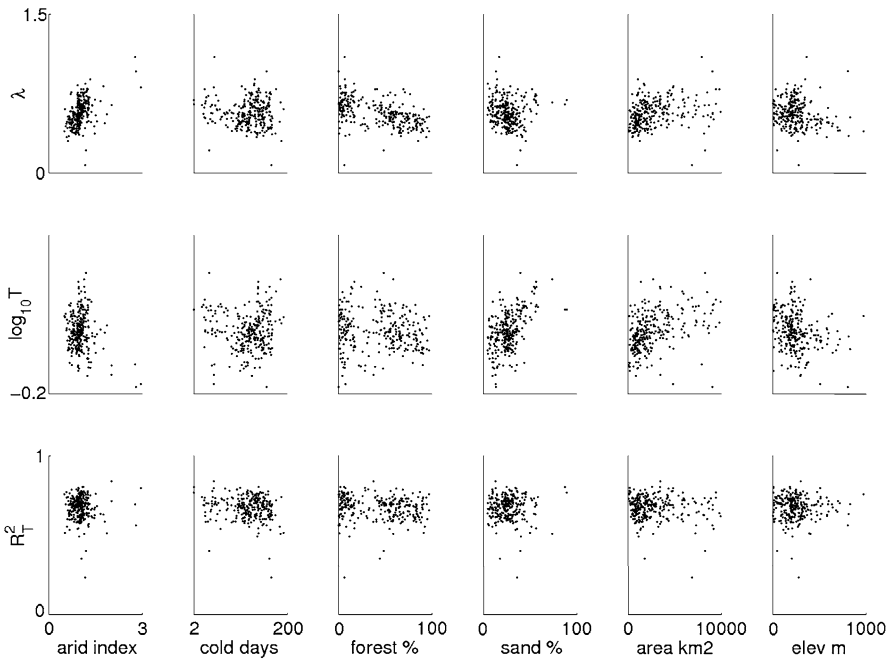 1.5
λ
0
log10T
−0.2
1
R²T
0
0 3 2 200 0 100 0 100 0 10000 0 1000
arid index cold days forest % sand % area km2 elev m